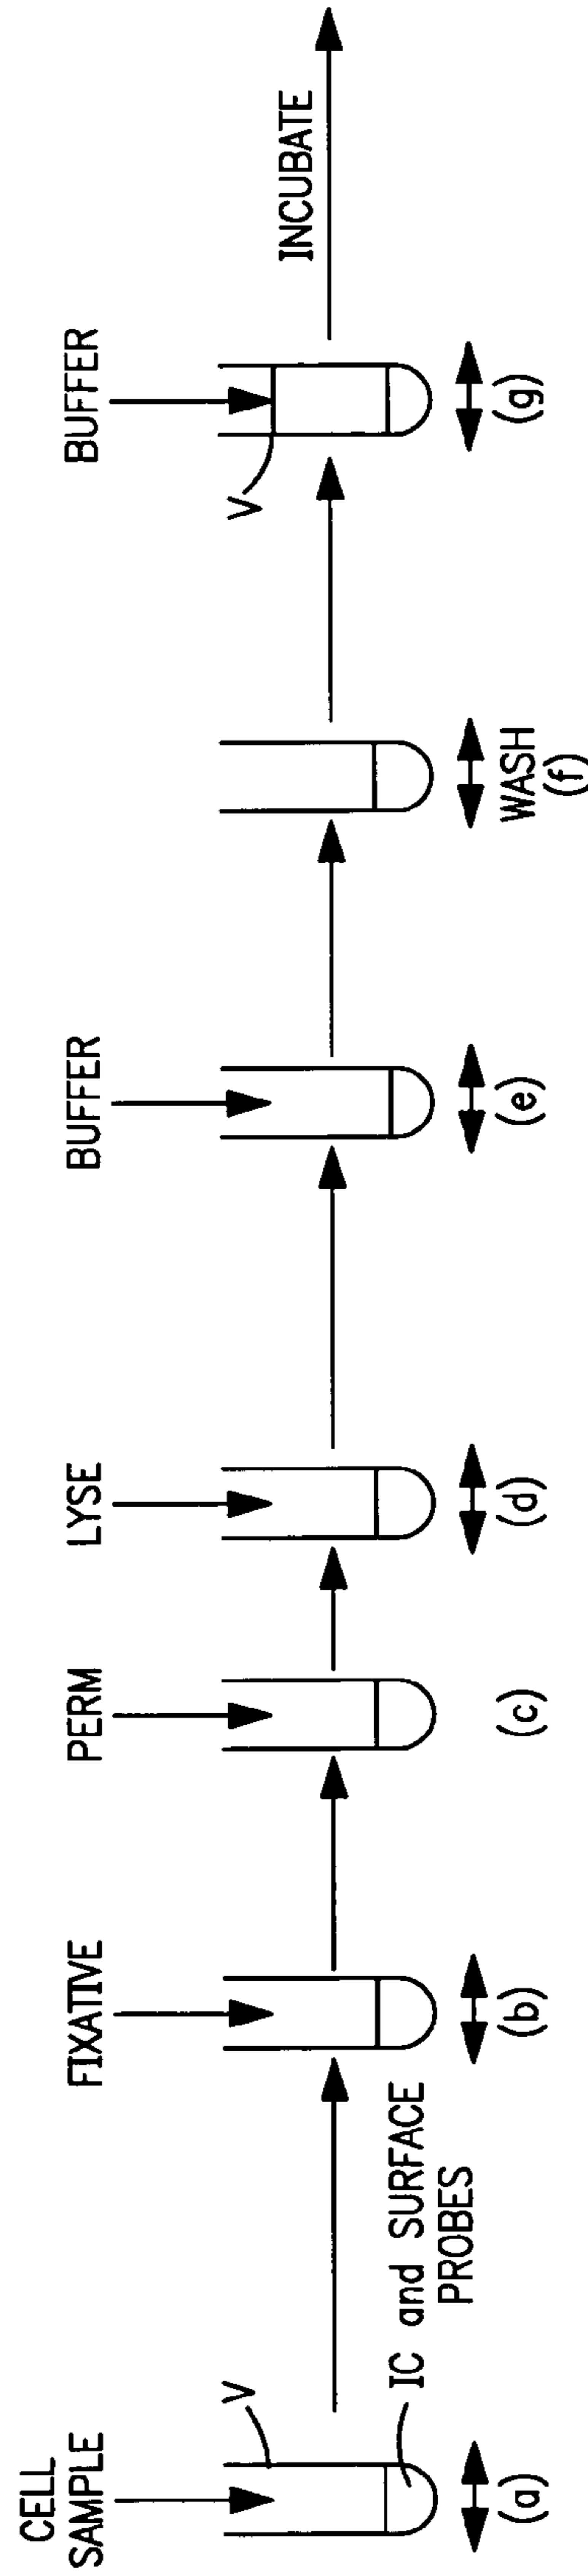 CELL
SAMPLE
V
IC and SURFACE
PROBES
(a)
FIXATIVE
(b)
PERM
(c)
LYSE
(d)
BUFFER
(e)
WASH
(f)
BUFFER
V
(g)
INCUBATE